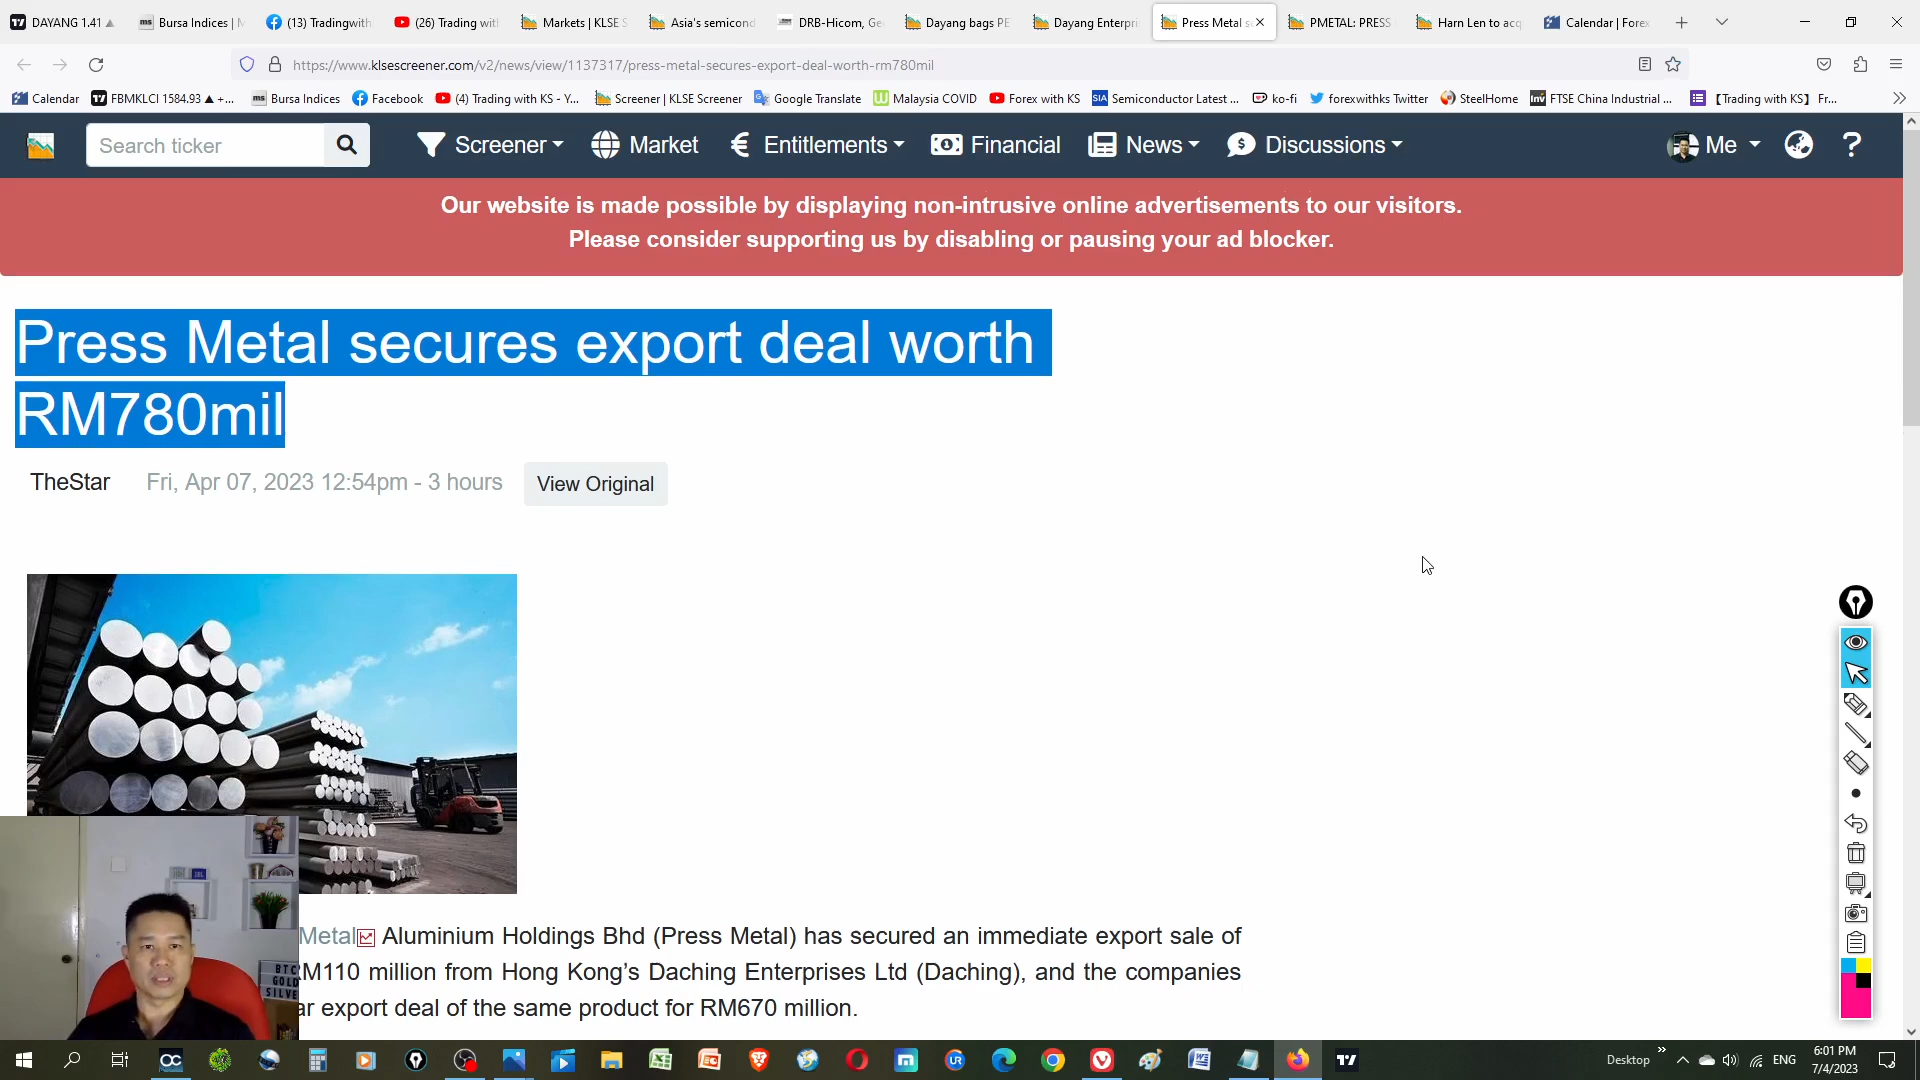 DAYANG 1.41
Bursa Indices |
(13) Tradingwith
(26) Trading wit
Markets | KLSE S
Asia's semicond
DRB-Hicom, Ge
Dayang bags PE
Dayang Enterpri
Press Metal s
PMETAL: PRESS
Harn Len to acq
Calendar | Fore
https://www.klsescreener.com/v2/news/view/1137317/press-metal-secures-export-deal-worth-rm780mil
Calendar
FBMKLCI 1584.93 ▲ +...
Bursa Indices
Facebook
(4) Trading with KS - Y...
Screener | KLSE Screener
Google Translate
Malaysia COVID
Forex with KS
SIA Semiconductor Latest ...
ko-fi
forexwithks Twitter
SteelHome
Inv FTSE China Industrial ...
【Trading with KS】 Fr...
Search ticker
Screener
Market
Entitlements
Financial
News
Discussions
Me
?
Our website is made possible by displaying non-intrusive online advertisements to our visitors.
Please consider supporting us by disabling or pausing your ad blocker.
Press Metal secures export deal worth
RM780mil
TheStar Fri, Apr 07, 2023 12:54pm - 3 hours View Original
Metal Aluminium Holdings Bhd (Press Metal) has secured an immediate export sale of
M110 million from Hong Kong’s Daching Enterprises Ltd (Daching), and the companies
ar export deal of the same product for RM670 million.
BTC
GOLD
SILVE
Desktop
ENG
6:01 PM
7/4/2023